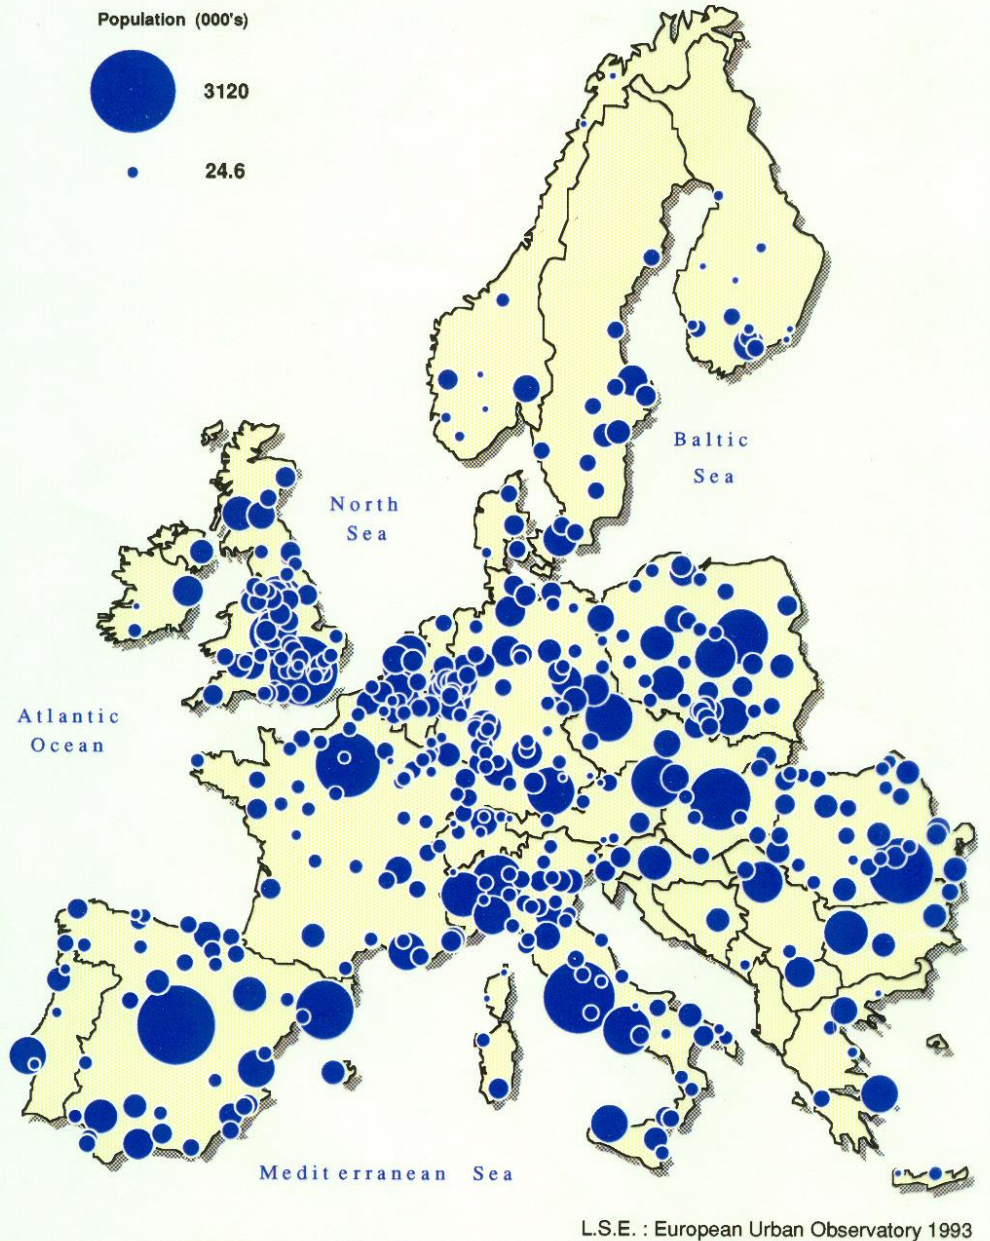 Population (000's)
3120
24.6
Baltic
Sea
North
Sea
Atlantic
Ocean
Mediterranean Sea
L.S.E. : European Urban Observatory 1993